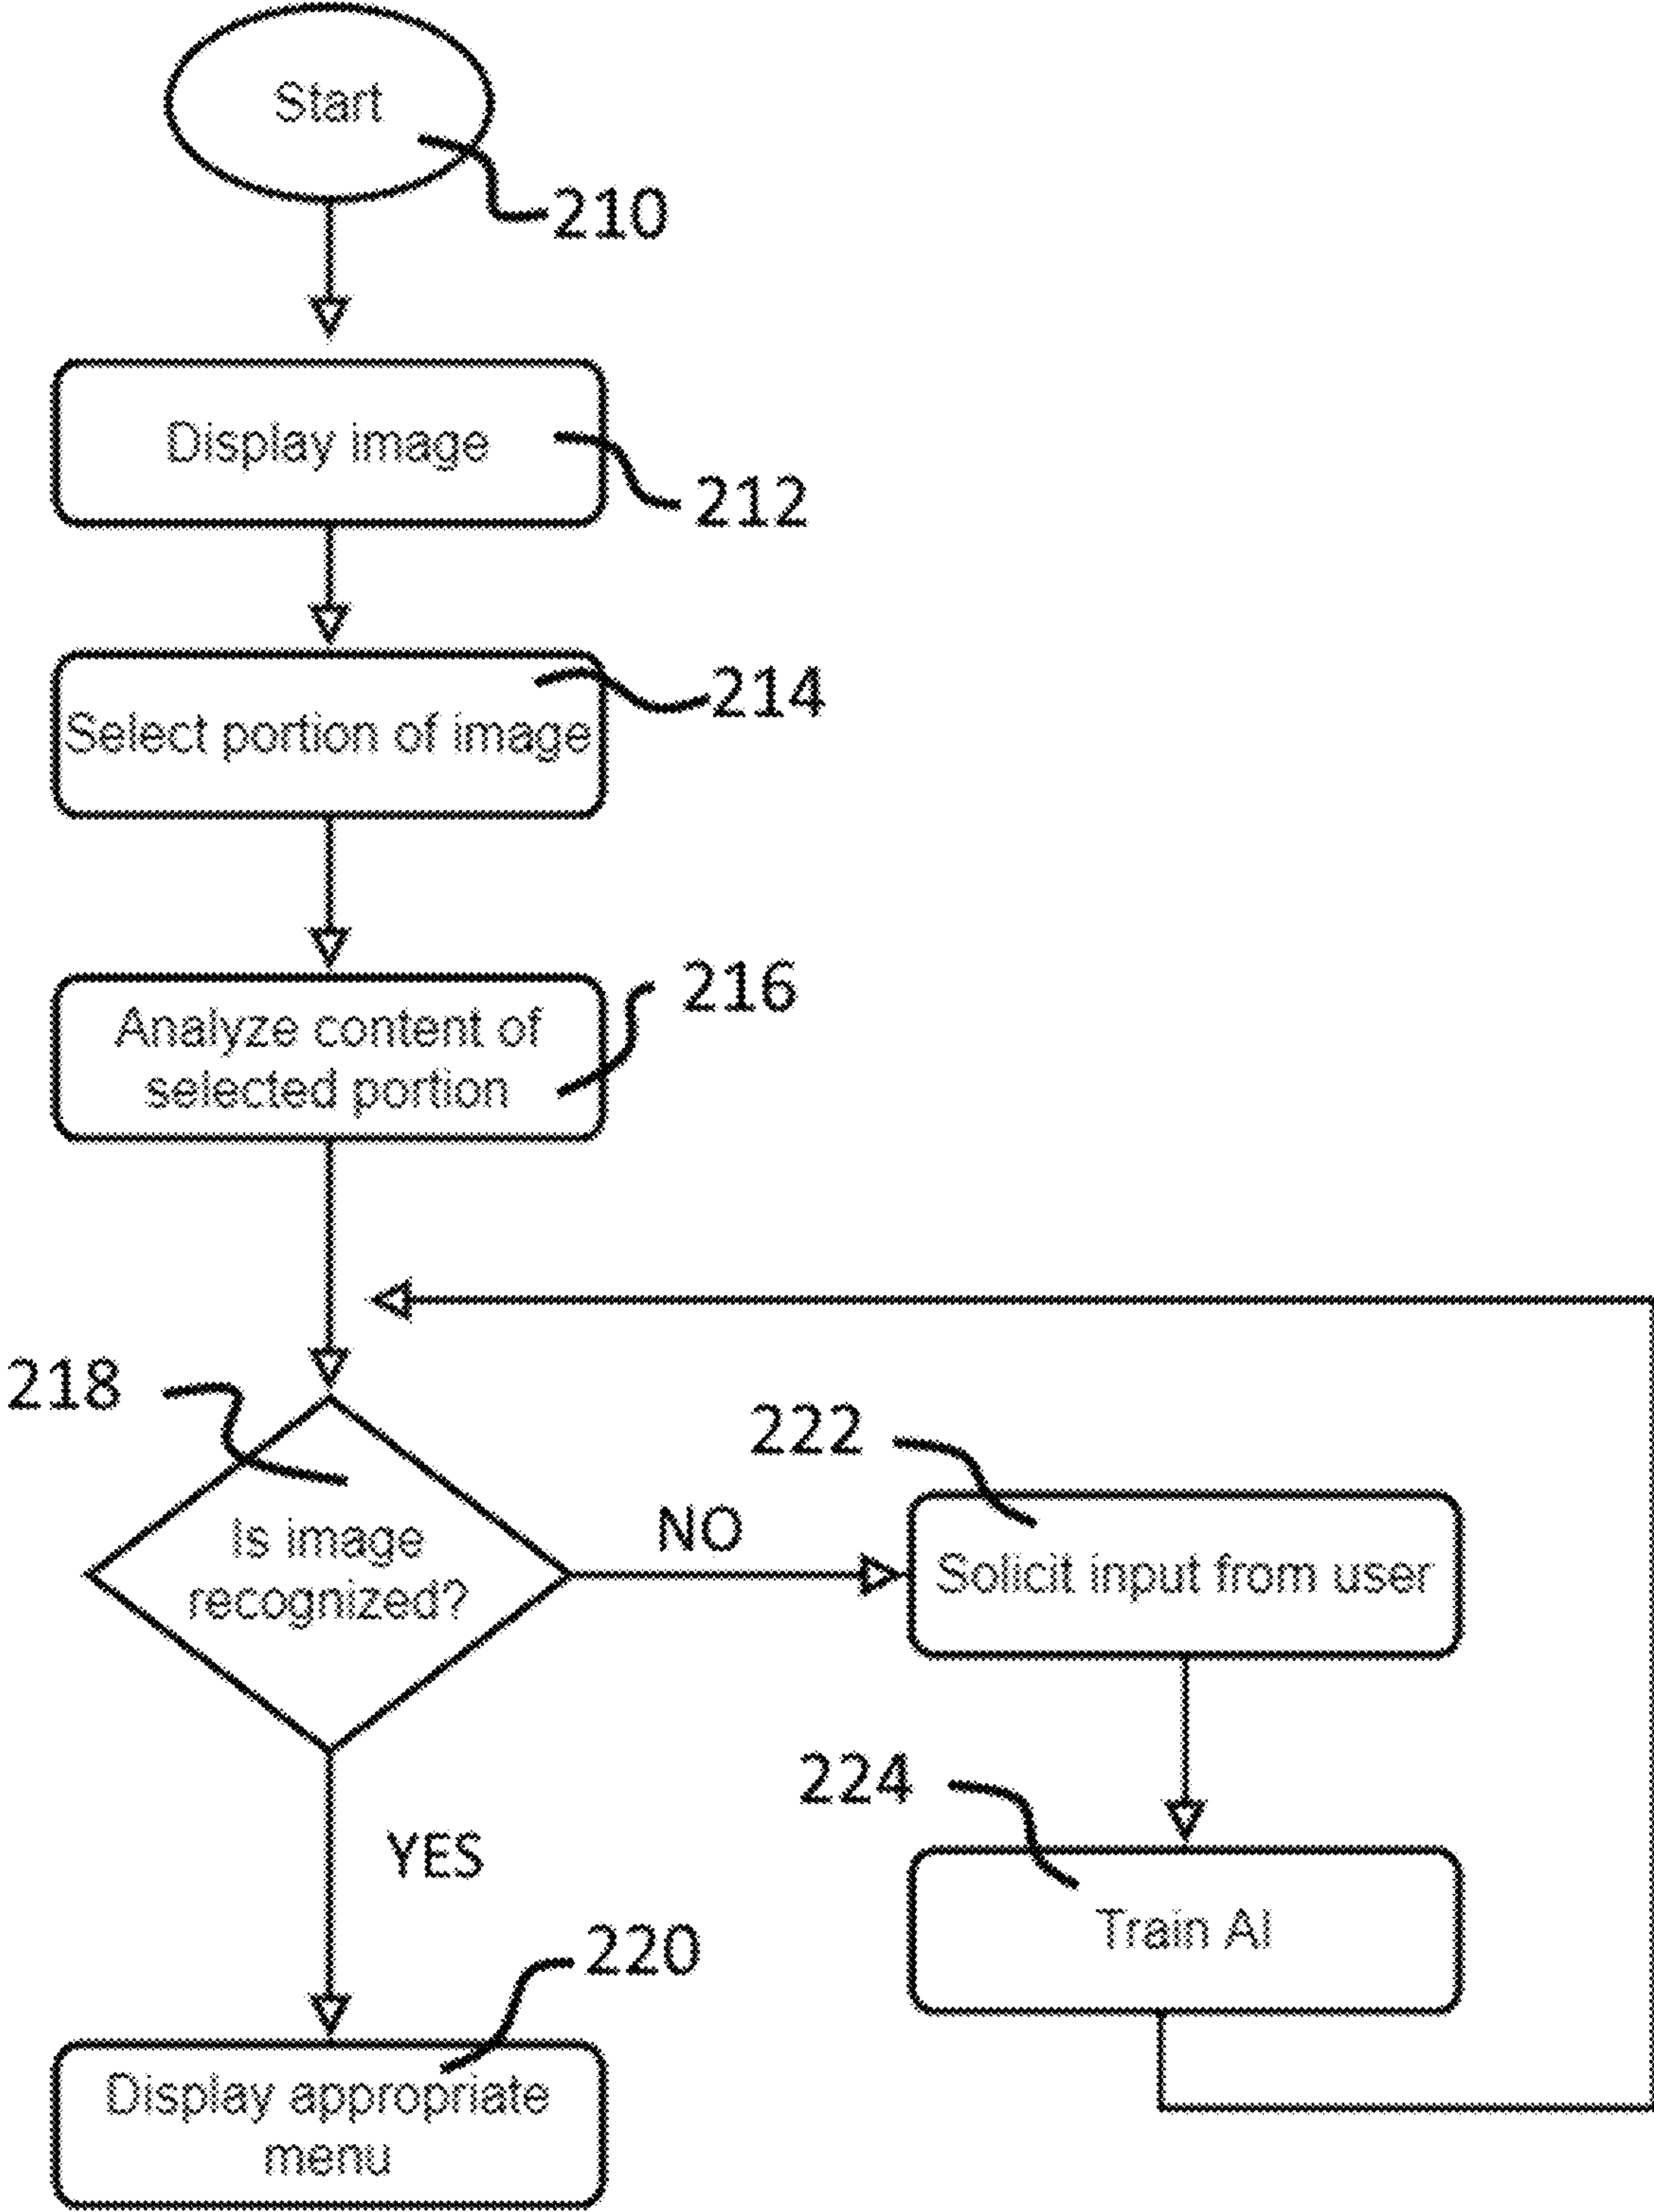 Start
210
Display image
212
214
Select portion of image
216
Analyze content of
selected portion
218
Is image
recognized?
NO
222
Solicit input from user
224
Train AI
YES
220
Display appropriate
menu